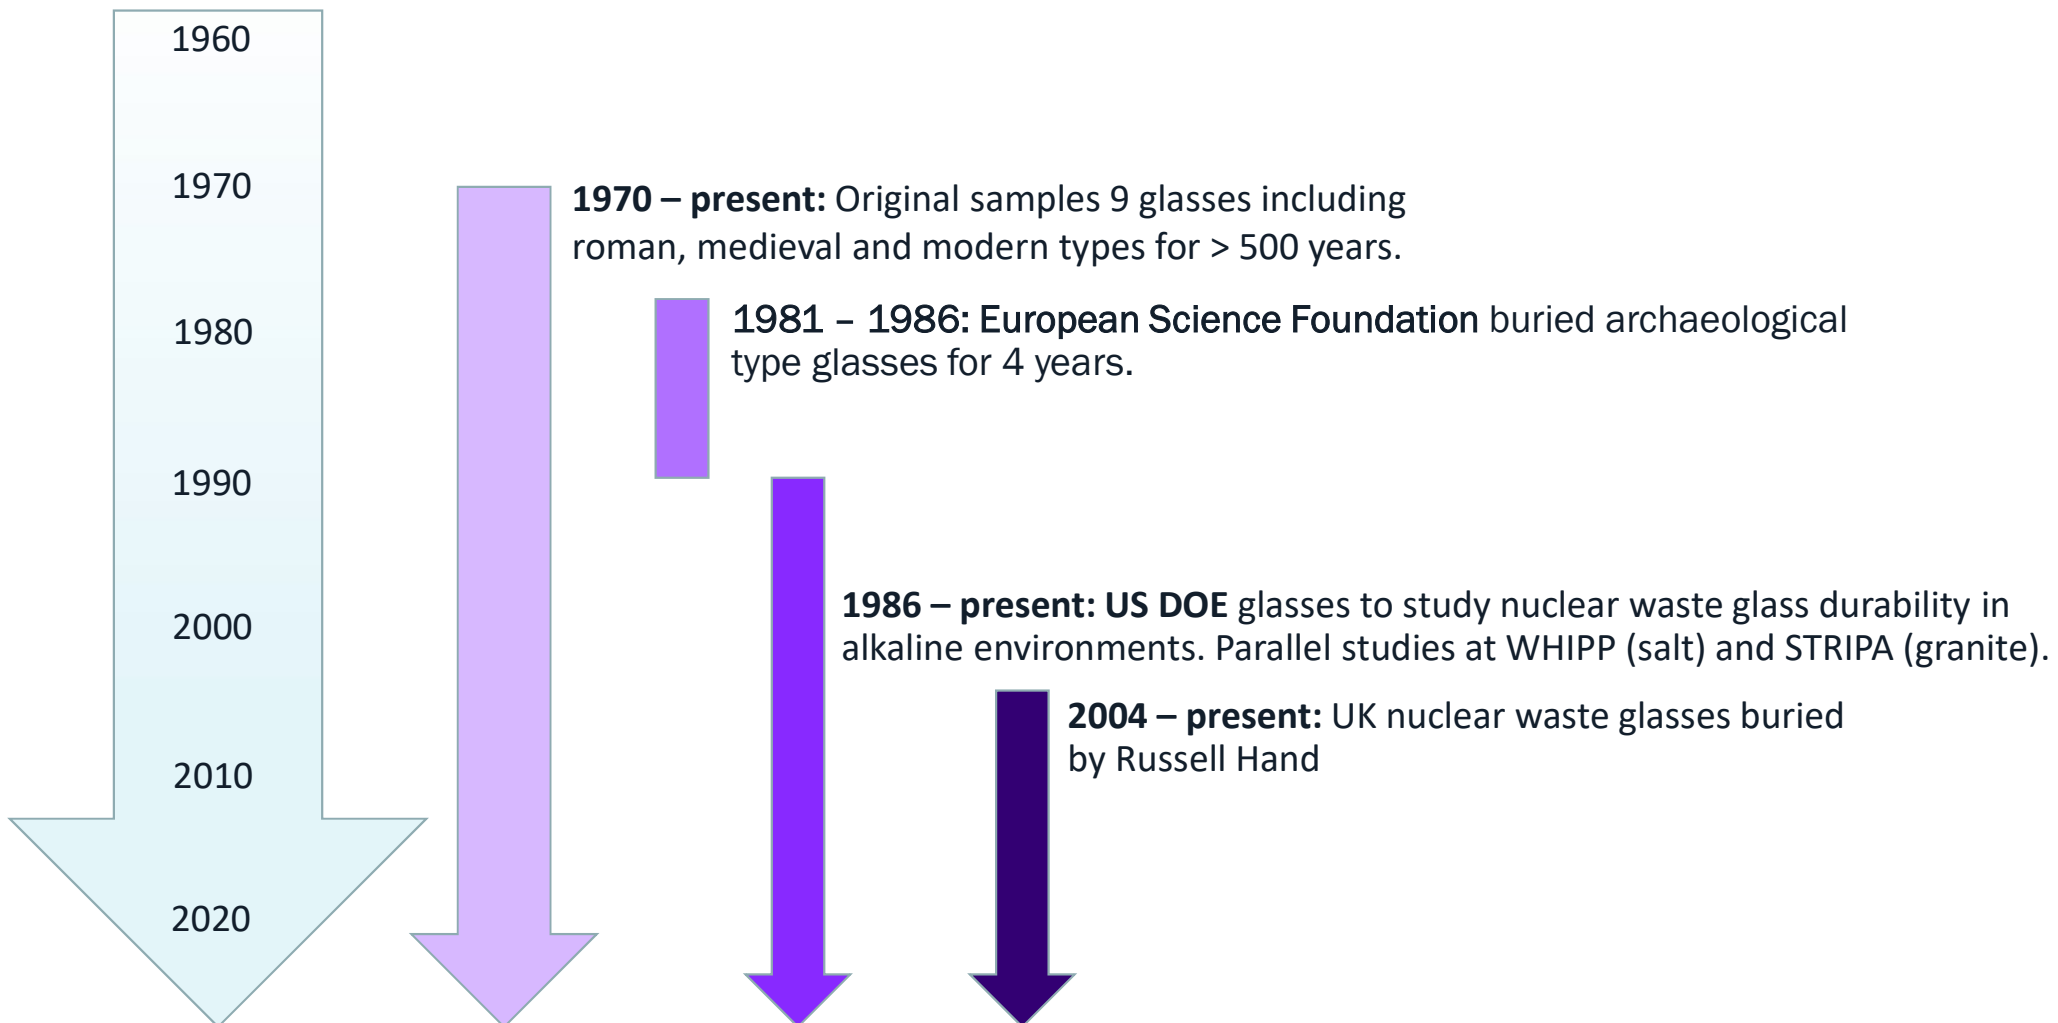 1960
1970
1980
1990
2000
2010
2020
1970 – present: Original samples 9 glasses including
roman, medieval and modern types for > 500 years.
1981 – 1986: European Science Foundation buried archaeological
type glasses for 4 years.
1986 – present: US DOE glasses to study nuclear waste glass durability in
alkaline environments. Parallel studies at WHIPP (salt) and STRIPA (granite).
2004 – present: UK nuclear waste glasses buried
by Russell Hand